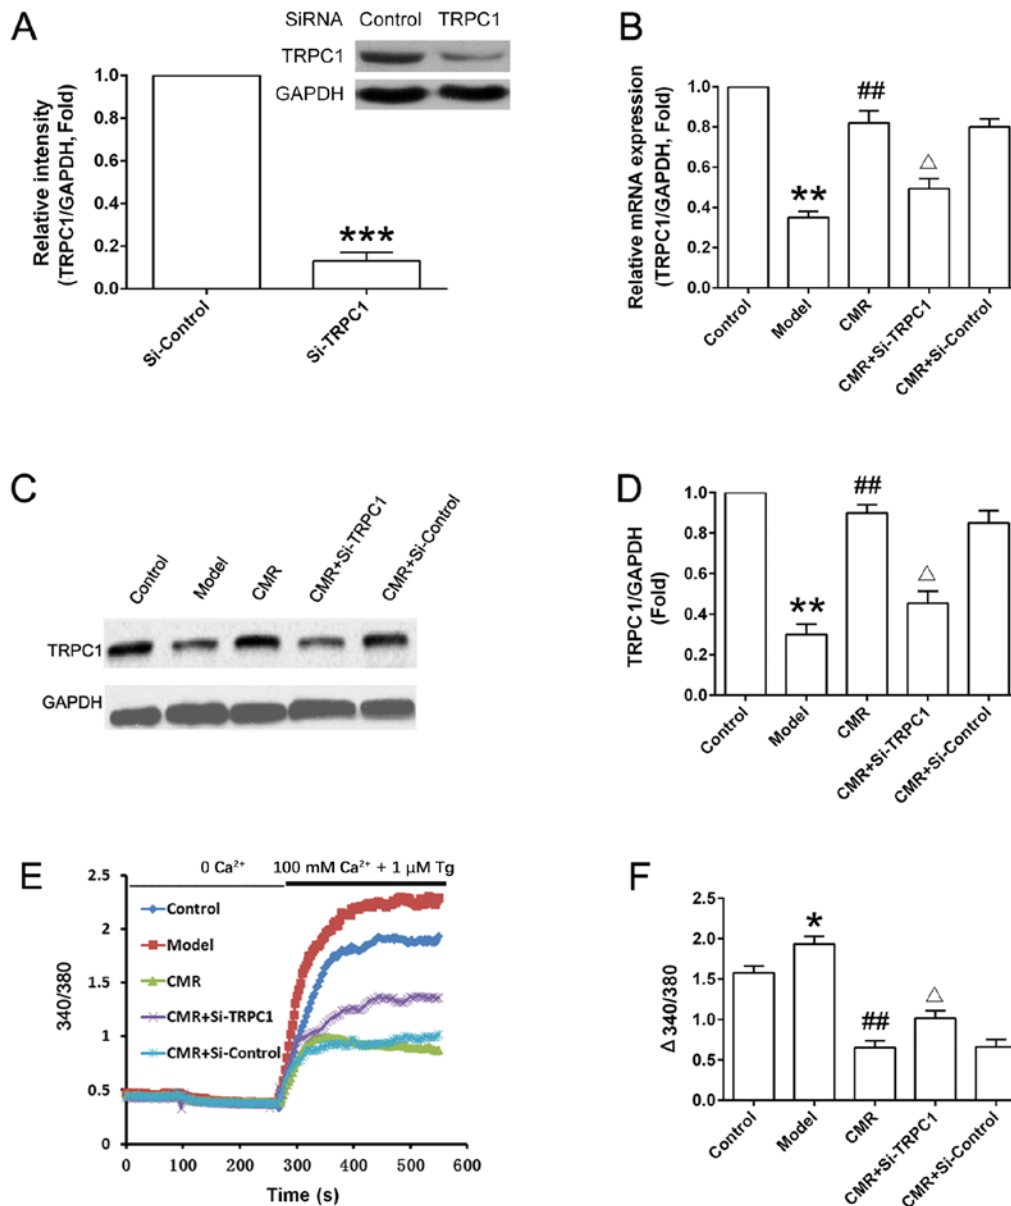 A
SiRNA Control TRPC1
TRPC1
GAPDH
Relative intensity
(TRPC1/GAPDH, Fold)
1.0
0.8
0.6
0.4
0.2
0.0
***
Si-Control
Si-TRPC1
B
Relative mRNA expression
(TRPC1/GAPDH, Fold)
1.0
0.8
0.6
0.4
0.2
0.0
**
##
△
Control
Model
CMR
CMR+Si-TRPC1
CMR+Si-Control
C
Control
Model
CMR
CMR+Si-TRPC1
CMR+Si-Control
TRPC1
GAPDH
D
TRPC 1/GAPDH
(Fold)
1.0
0.8
0.6
0.4
0.2
0.0
**
##
△
Control
Model
CMR
CMR+Si-TRPC1
CMR+Si-Control
E
0 Ca²⁺ 100 mM Ca²⁺ + 1 μM Tg
340/380
2.5
2
1.5
1
0.5
0
Control
Model
CMR
CMR+Si-TRPC1
CMR+Si-Control
0 100 200 300 400 500 600
Time (s)
F
Δ 340/380
2.5
2.0
1.5
1.0
0.5
0.0
*
##
△
Control
Model
CMR
CMR+Si-TRPC1
CMR+Si-Control